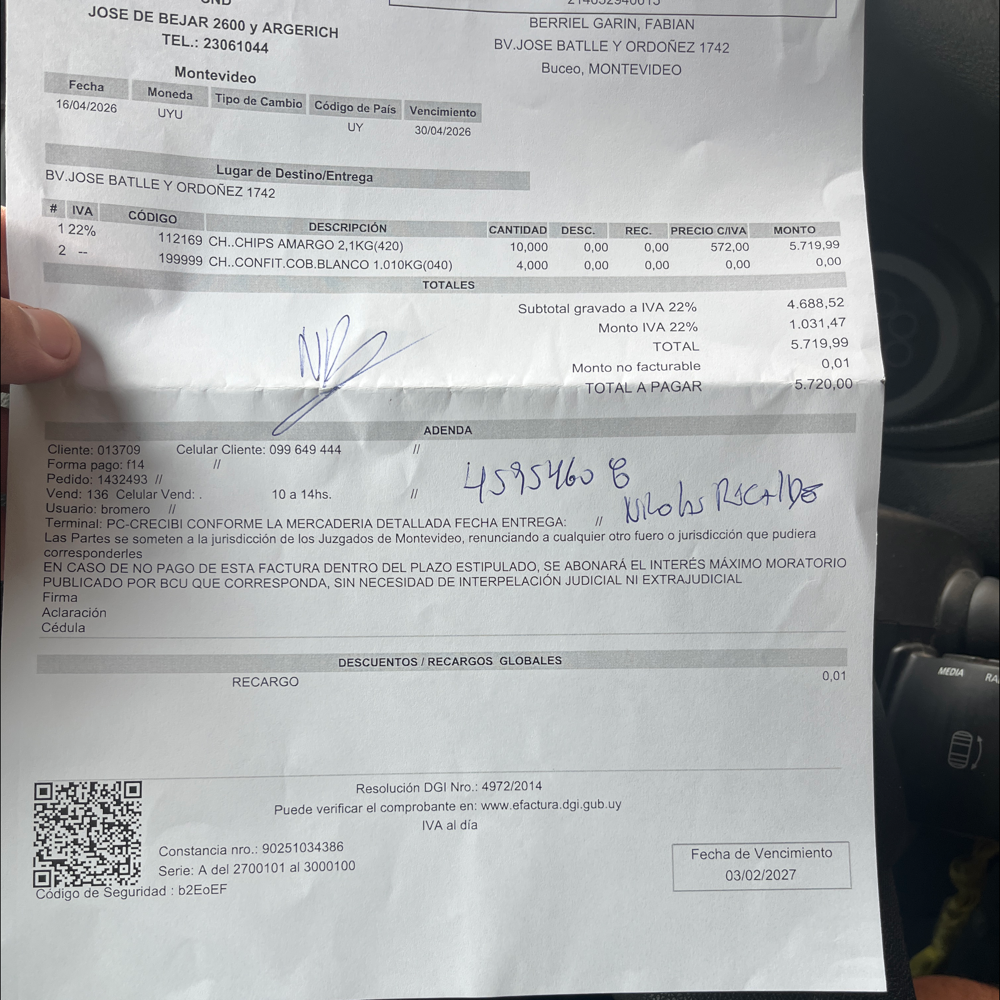 JOSE DE BEJAR 2600 y ARGERICH
TEL.: 23061044
Montevideo
BERRIEL GARIN, FABIAN
BV.JOSE BATLLE Y ORDOÑEZ 1742
Buceo, MONTEVIDEO
Fecha Moneda Tipo de Cambio Código de País Vencimiento
16/04/2026 UYU UY 30/04/2026
Lugar de Destino/Entrega
BV.JOSE BATLLE Y ORDOÑEZ 1742
# IVA CÓDIGO DESCRIPCIÓN CANTIDAD DESC. REC. PRECIO C/IVA MONTO
1 22% 112169 CH..CHIPS AMARGO 2,1KG(420) 10,000 0,00 0,00 572,00 5.719,99
2 -- 199999 CH..CONFIT.COB.BLANCO 1.010KG(040) 4,000 0,00 0,00 0,00 0,00
TOTALES
Subtotal gravado a IVA 22% 4.688,52
Monto IVA 22% 1.031,47
TOTAL 5.719,99
Monto no facturable 0,01
TOTAL A PAGAR 5.720,00
ADENDA
Cliente: 013709 Celular Cliente: 099 649 444 //
Forma pago: f14 //
Pedido: 1432493 //
Vend: 136 Celular Vend: . 10 a 14hs. //
4595460 8
Nicolas Recalde
Usuario: bromero //
Terminal: PC-CRECIBI CONFORME LA MERCADERIA DETALLADA FECHA ENTREGA: //
Las Partes se someten a la jurisdicción de los Juzgados de Montevideo, renunciando a cualquier otro fuero o jurisdicción que pudiera
corresponderles
EN CASO DE NO PAGO DE ESTA FACTURA DENTRO DEL PLAZO ESTIPULADO, SE ABONARÁ EL INTERÉS MÁXIMO MORATORIO
PUBLICADO POR BCU QUE CORRESPONDA, SIN NECESIDAD DE INTERPELACIÓN JUDICIAL NI EXTRAJUDICIAL
Firma
Aclaración
Cédula
DESCUENTOS / RECARGOS GLOBALES
RECARGO 0,01
Resolución DGI Nro.: 4972/2014
Puede verificar el comprobante en: www.efactura.dgi.gub.uy
IVA al día
Constancia nro.: 90251034386
Serie: A del 2700101 al 3000100
Código de Seguridad : b2EoEF
Fecha de Vencimiento
03/02/2027
MEDIA